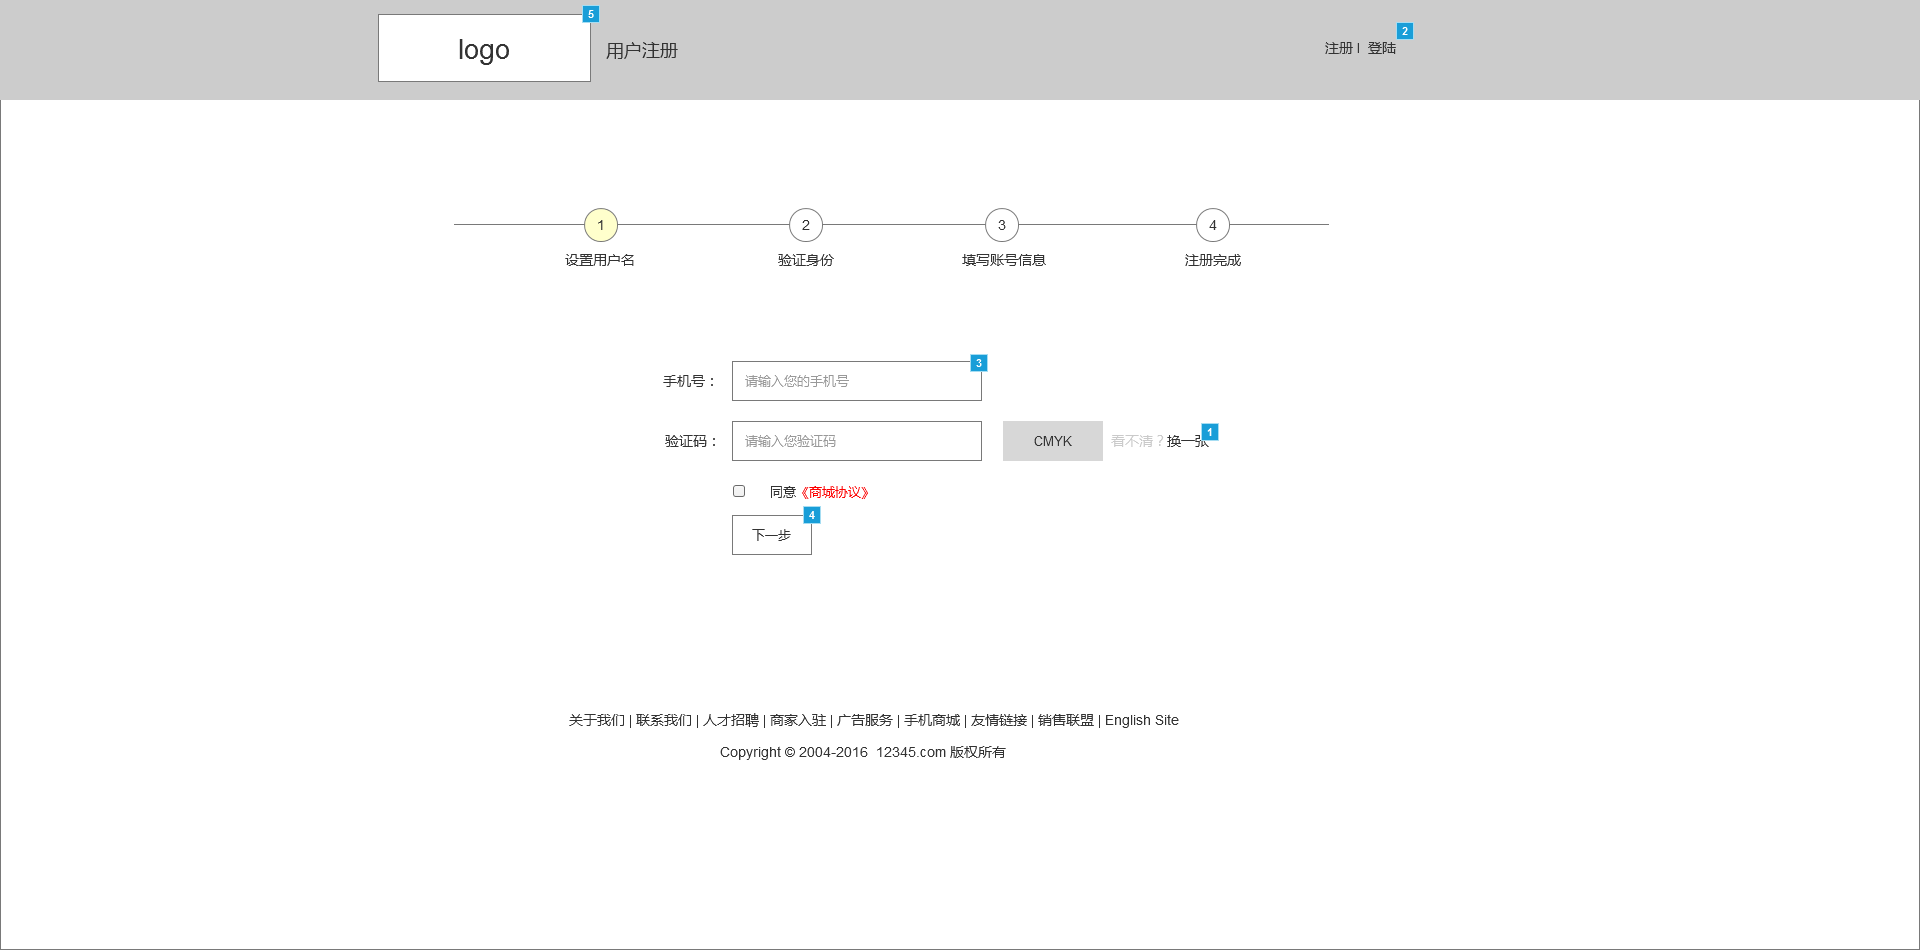 5
logo
用户注册
注册 | 登陆
2
1
2
3
4
设置用户名
验证身份
填写账号信息
注册完成
3
手机号：
请输入您的手机号
验证码：
请输入您验证码
CMYK
看不清？换一张
1
同意《商城协议》
4
下一步
关于我们 | 联系我们 | 人才招聘 | 商家入驻 | 广告服务 | 手机商城 | 友情链接 | 销售联盟 | English Site
Copyright © 2004-2016  12345.com 版权所有